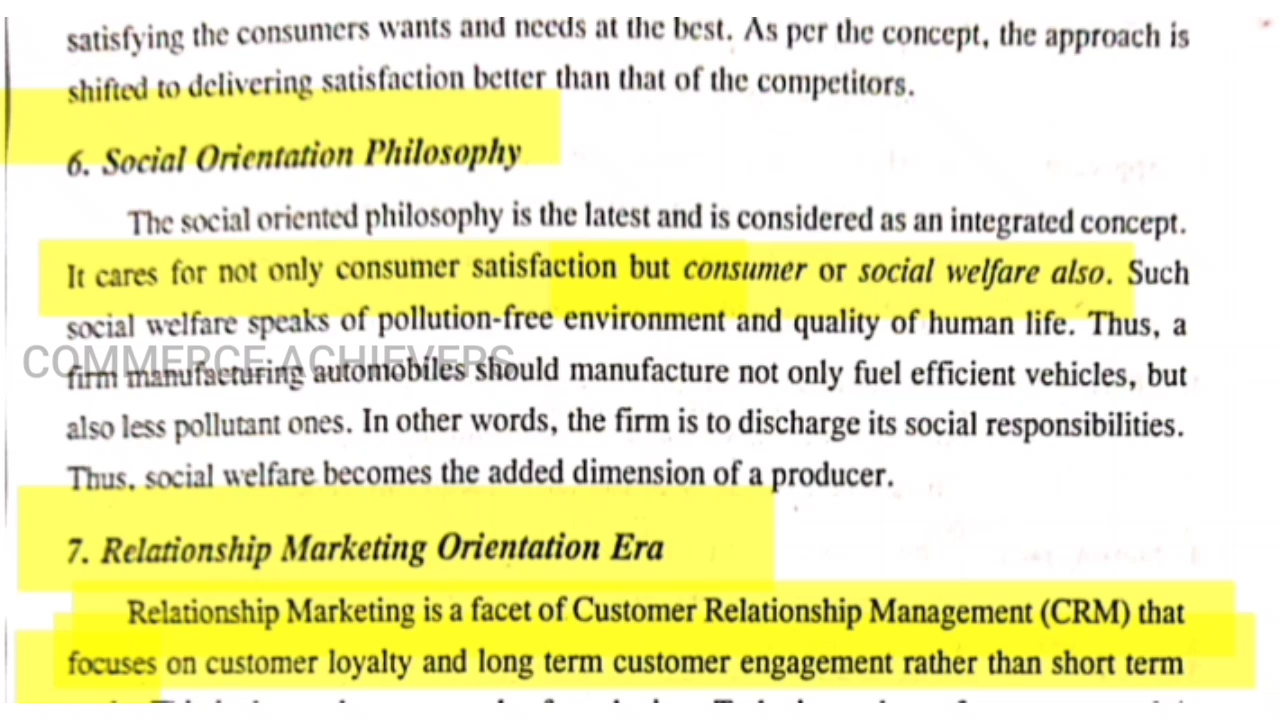 satisfying the consumers wants and needs at the best. As per the concept, the approach is
shifted to delivering satisfaction better than that of the competitors.
6. Social Orientation Philosophy
The social oriented philosophy is the latest and is considered as an integrated concept.
It cares for not only consumer satisfaction but consumer or social welfare also. Such
social welfare speaks of pollution-free environment and quality of human life. Thus, a
COMMERCE ACHIEVERS
firm manufacturing automobiles should manufacture not only fuel efficient vehicles, but
also less pollutant ones. In other words, the firm is to discharge its social responsibilities.
Thus, social welfare becomes the added dimension of a producer.
7. Relationship Marketing Orientation Era
Relationship Marketing is a facet of Customer Relationship Management (CRM) that
focuses on customer loyalty and long term customer engagement rather than short term